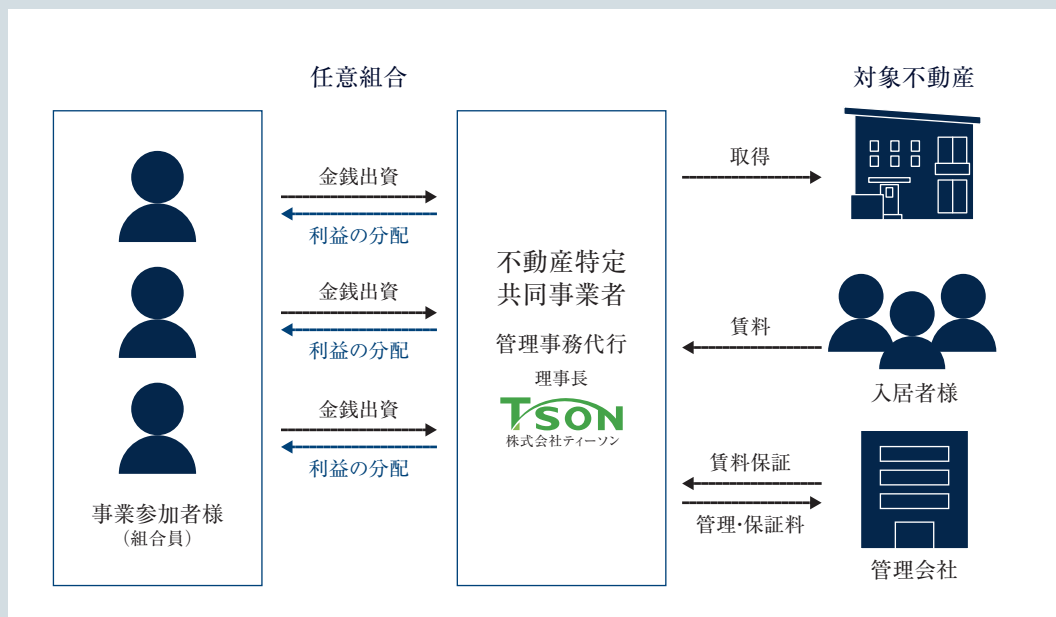 任意組合
対象不動産
金銭出資
利益の分配
金銭出資
利益の分配
金銭出資
利益の分配
事業参加者様
（組合員）
不動産特定
共同事業者
管理事務代行
理事長
TSON
株式会社ティーソン
取得
賃料
入居者様
賃料保証
管理・保証料
管理会社